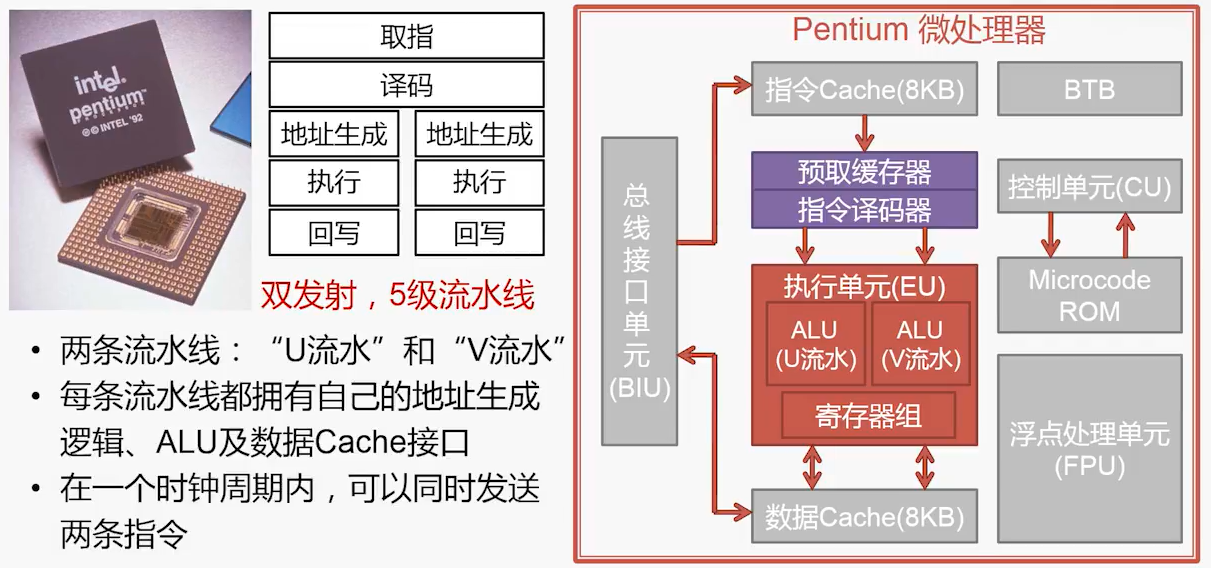 intel®
pentium™
PROCESSOR
®© INTEL '92
取指
译码
地址生成
地址生成
执行
执行
回写
回写
双发射，5级流水线
• 两条流水线：“U流水”和“V流水”
• 每条流水线都拥有自己的地址生成
逻辑、ALU及数据Cache接口
• 在一个时钟周期内，可以同时发送
两条指令
Pentium 微处理器
总线接口单元
(BIU)
指令Cache(8KB)
预取缓存器
指令译码器
执行单元(EU)
ALU
(U流水)
ALU
(V流水)
寄存器组
数据Cache(8KB)
BTB
控制单元(CU)
Microcode
ROM
浮点处理单元
(FPU)